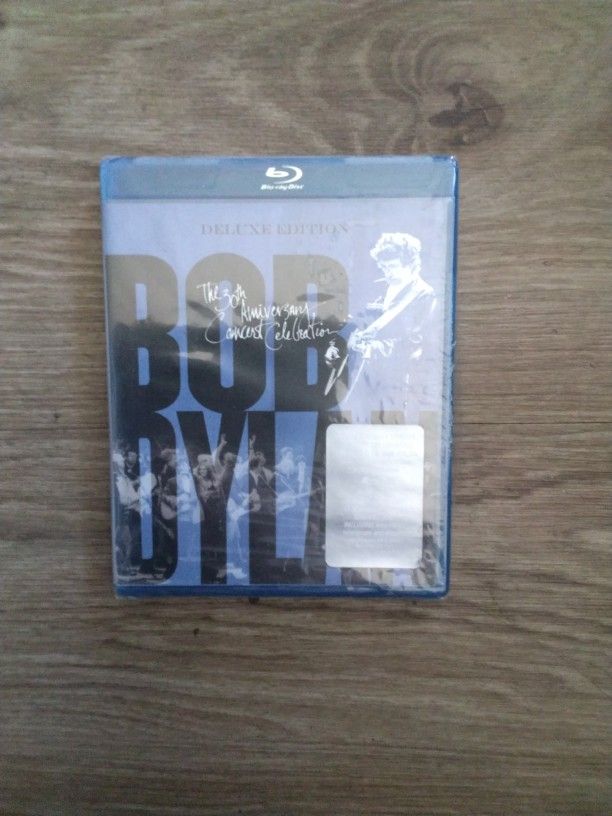 Blu-ray Disc
DELUXE EDITION
BOB
The 30th
Anniversary
Concert Celebration
DYLAN